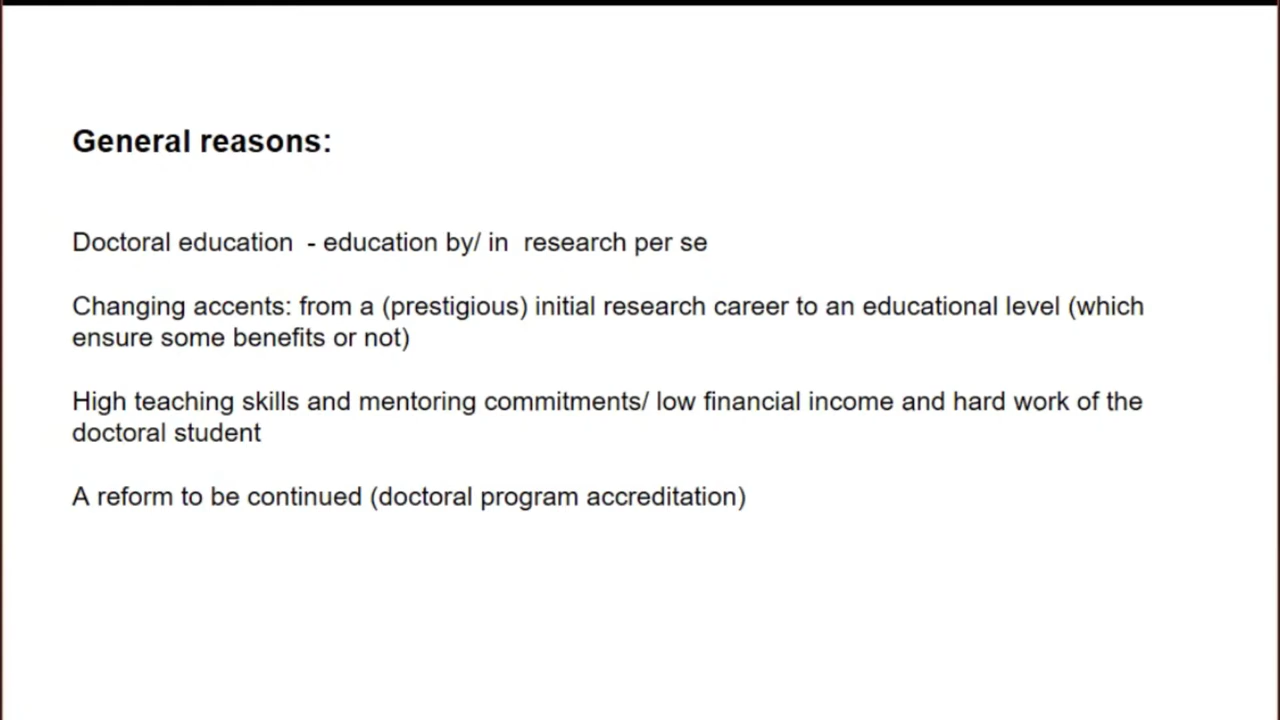 General reasons:
Doctoral education  - education by/ in  research per se
Changing accents: from a (prestigious) initial research career to an educational level (which
ensure some benefits or not)
High teaching skills and mentoring commitments/ low financial income and hard work of the
doctoral student
A reform to be continued (doctoral program accreditation)